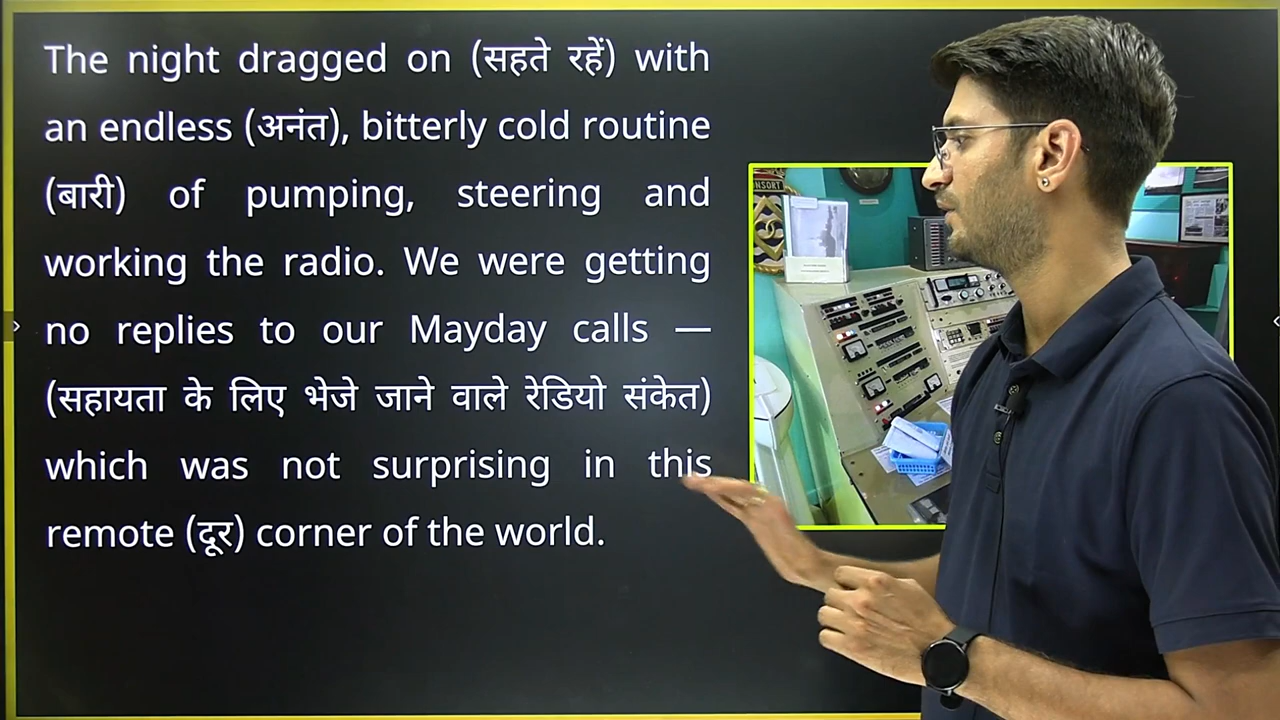 The night dragged on (सहते रहें) with
an endless (अनंत), bitterly cold routine
(बारी) of pumping, steering and
working the radio. We were getting
no replies to our Mayday calls —
(सहायता के लिए भेजे जाने वाले रेडियो संकेत)
which was not surprising in this
remote (दूर) corner of the world.